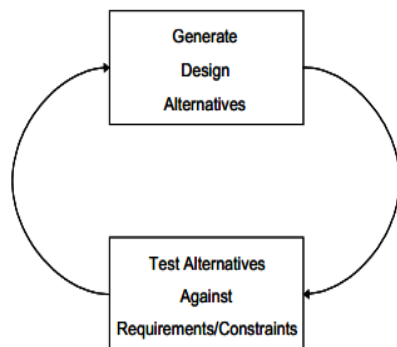 Generate
Design
Alternatives
Test Alternatives
Against
Requirements/Constraints